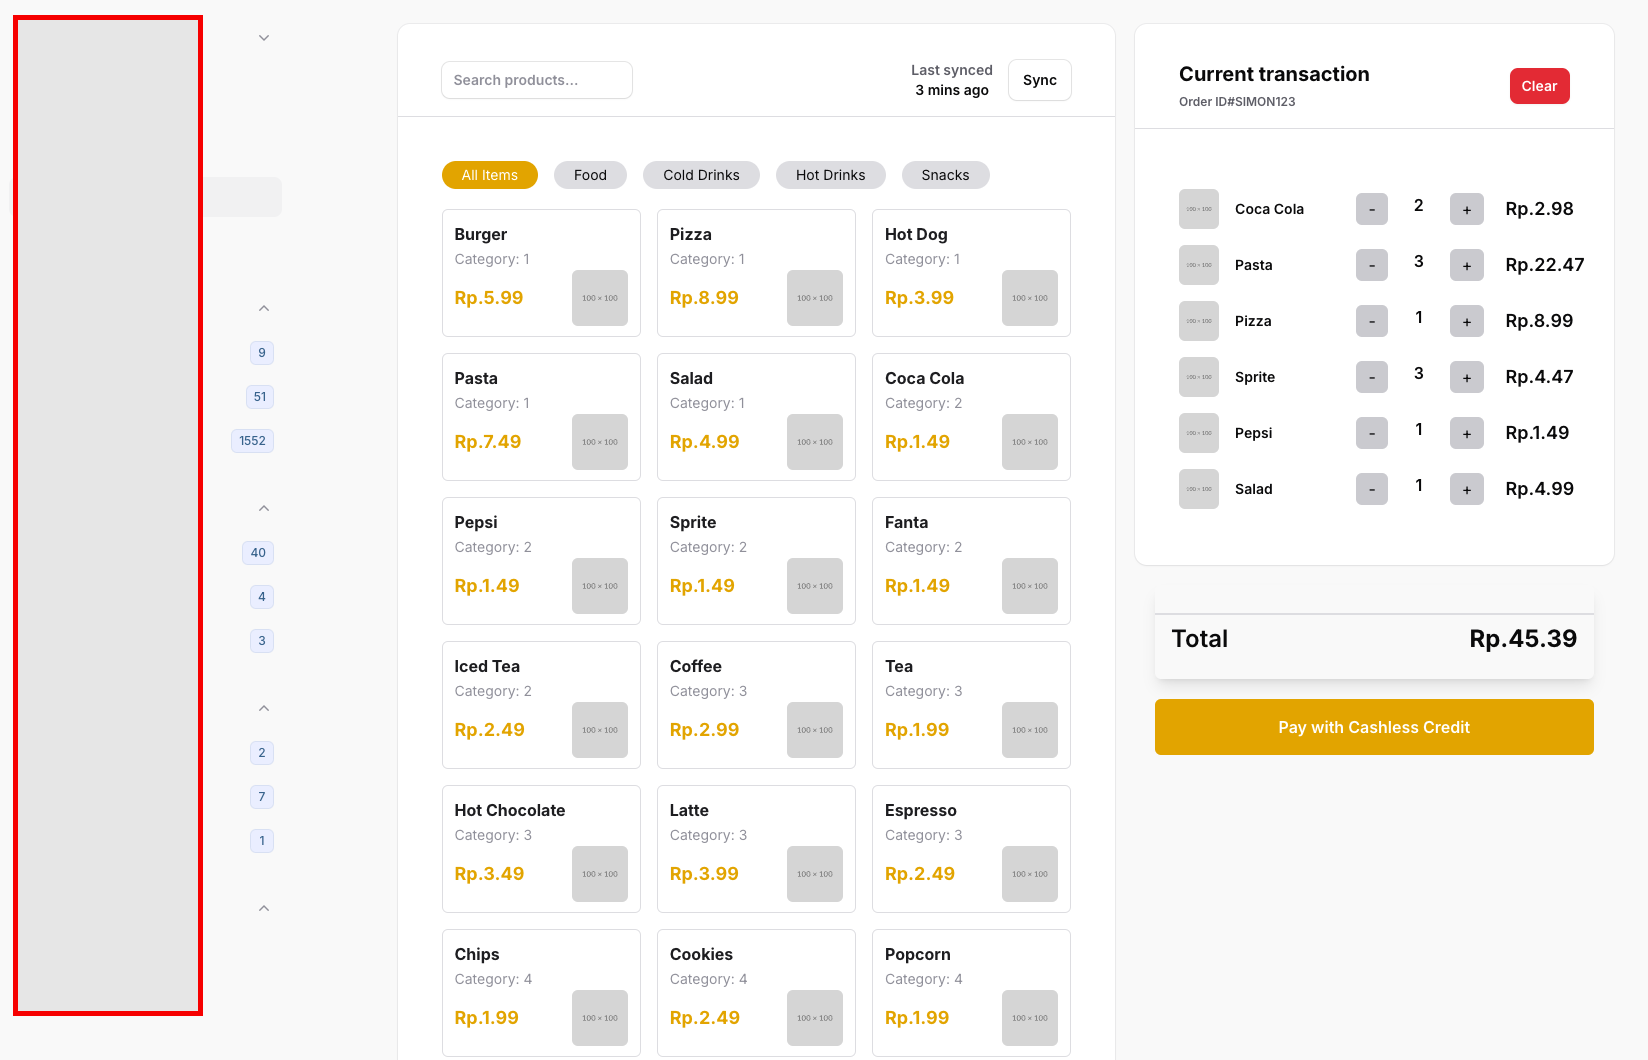 9
51
1552
40
4
3
2
7
1
Search products...
Last synced
3 mins ago
Sync
All Items
Food
Cold Drinks
Hot Drinks
Snacks
Burger
Category: 1
Rp.5.99
100 × 100
Pizza
Category: 1
Rp.8.99
100 × 100
Hot Dog
Category: 1
Rp.3.99
100 × 100
Pasta
Category: 1
Rp.7.49
100 × 100
Salad
Category: 1
Rp.4.99
100 × 100
Coca Cola
Category: 2
Rp.1.49
100 × 100
Pepsi
Category: 2
Rp.1.49
100 × 100
Sprite
Category: 2
Rp.1.49
100 × 100
Fanta
Category: 2
Rp.1.49
100 × 100
Iced Tea
Category: 2
Rp.2.49
100 × 100
Coffee
Category: 3
Rp.2.99
100 × 100
Tea
Category: 3
Rp.1.99
100 × 100
Hot Chocolate
Category: 3
Rp.3.49
100 × 100
Latte
Category: 3
Rp.3.99
100 × 100
Espresso
Category: 3
Rp.2.49
100 × 100
Chips
Category: 4
Rp.1.99
100 × 100
Cookies
Category: 4
Rp.2.49
100 × 100
Popcorn
Category: 4
Rp.1.99
100 × 100
Current transaction
Order ID#SIMON123
Clear
100 × 100
Coca Cola
- 2 +
Rp.2.98
100 × 100
Pasta
- 3 +
Rp.22.47
100 × 100
Pizza
- 1 +
Rp.8.99
100 × 100
Sprite
- 3 +
Rp.4.47
100 × 100
Pepsi
- 1 +
Rp.1.49
100 × 100
Salad
- 1 +
Rp.4.99
Total
Rp.45.39
Pay with Cashless Credit